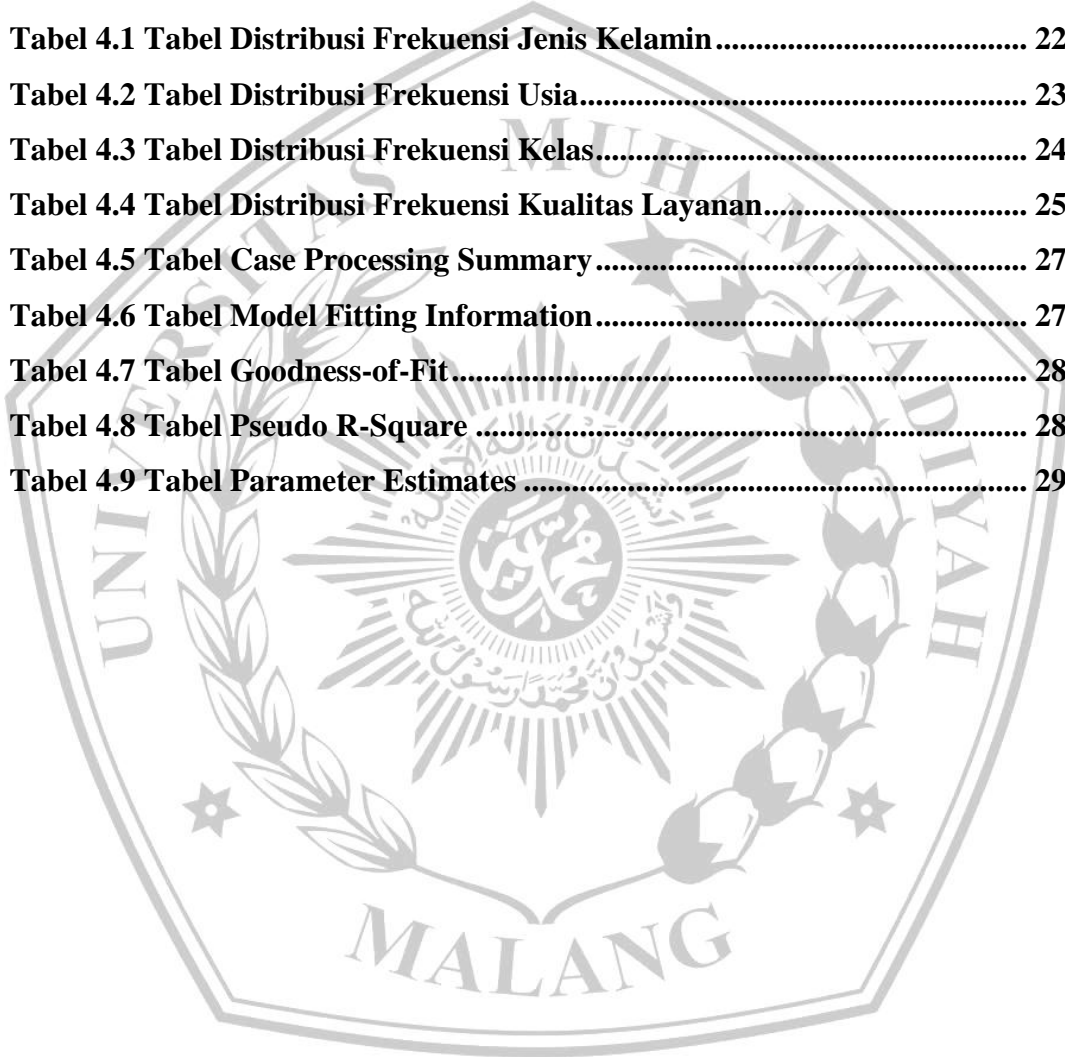 Tabel 4.1 Tabel Distribusi Frekuensi Jenis Kelamin ........................................ 22
Tabel 4.2 Tabel Distribusi Frekuensi Usia ......................................................... 23
Tabel 4.3 Tabel Distribusi Frekuensi Kelas ....................................................... 24
Tabel 4.4 Tabel Distribusi Frekuensi Kualitas Layanan .................................. 25
Tabel 4.5 Tabel Case Processing Summary ....................................................... 27
Tabel 4.6 Tabel Model Fitting Information ....................................................... 27
Tabel 4.7 Tabel Goodness-of-Fit ......................................................................... 28
Tabel 4.8 Tabel Pseudo R-Square ...................................................................... 28
Tabel 4.9 Tabel Parameter Estimates ................................................................ 29
UNIVERSITAS MUHAMMADIYAH
MALANG